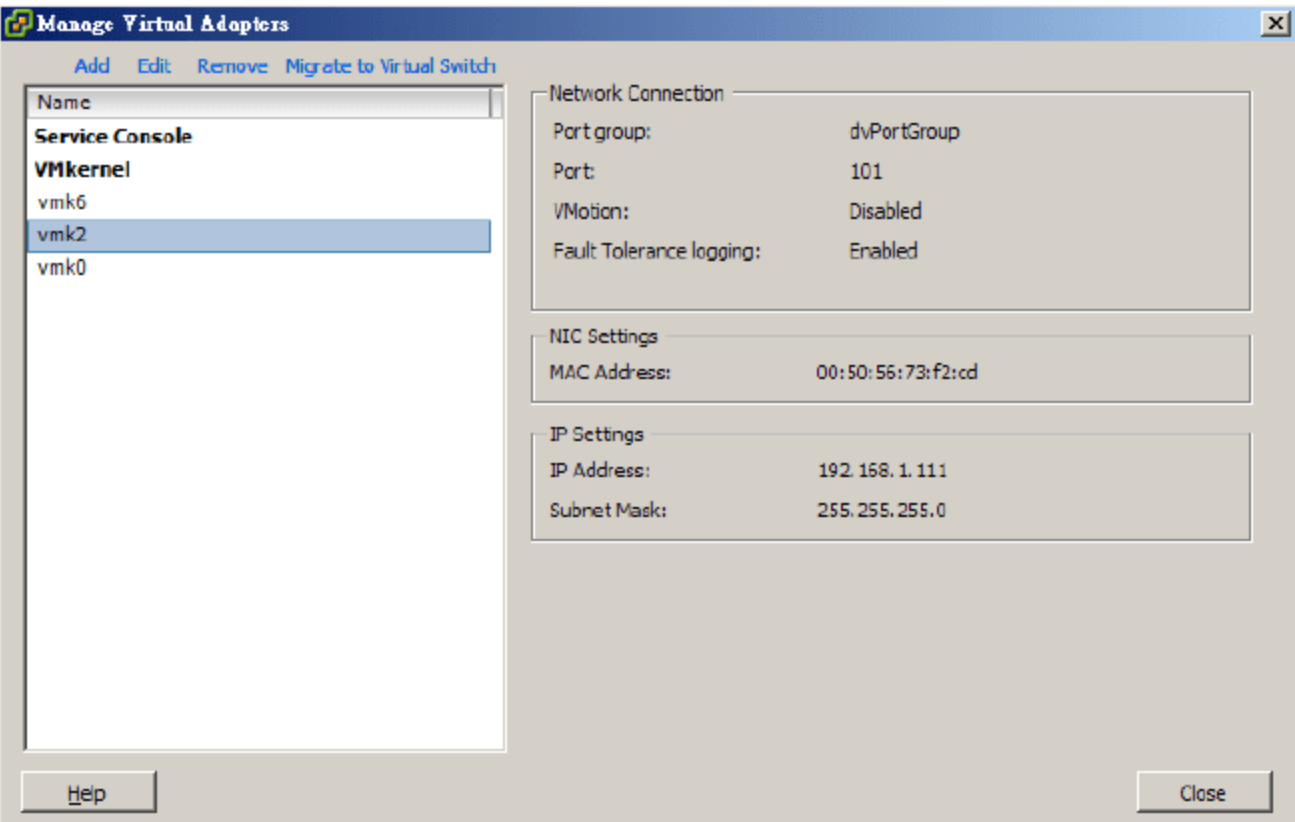 Manage Virtual Adapters
Add Edit Remove Migrate to Virtual Switch
Name
Service Console
VMkernel
vmk6
vmk2
vmk0
Network Connection
Port group: dvPortGroup
Port: 101
VMotion: Disabled
Fault Tolerance logging: Enabled
NIC Settings
MAC Address: 00:50:56:73:f2:cd
IP Settings
IP Address: 192.168.1.111
Subnet Mask: 255.255.255.0
Help Close